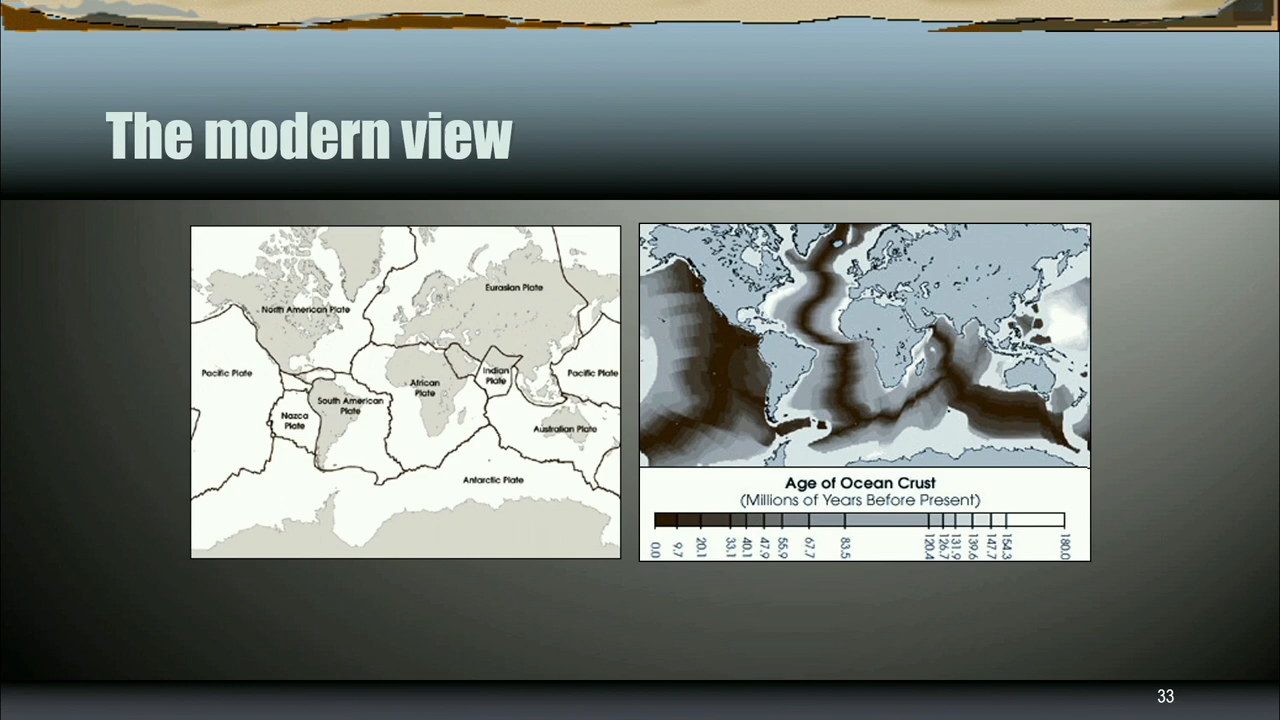 The modern view
North American Plate
Eurasian Plate
Pacific Plate
African
Plate
Indian
Plate
Pacific Plate
South American
Plate
Nazca
Plate
Australian Plate
Antarctic Plate
Age of Ocean Crust
(Millions of Years Before Present)
0.0 9.7 20.1 33.1 40.1 47.9 55.9 67.7 83.5 120.4 126.7 131.9 139.6 147.7 154.3 180.0
33